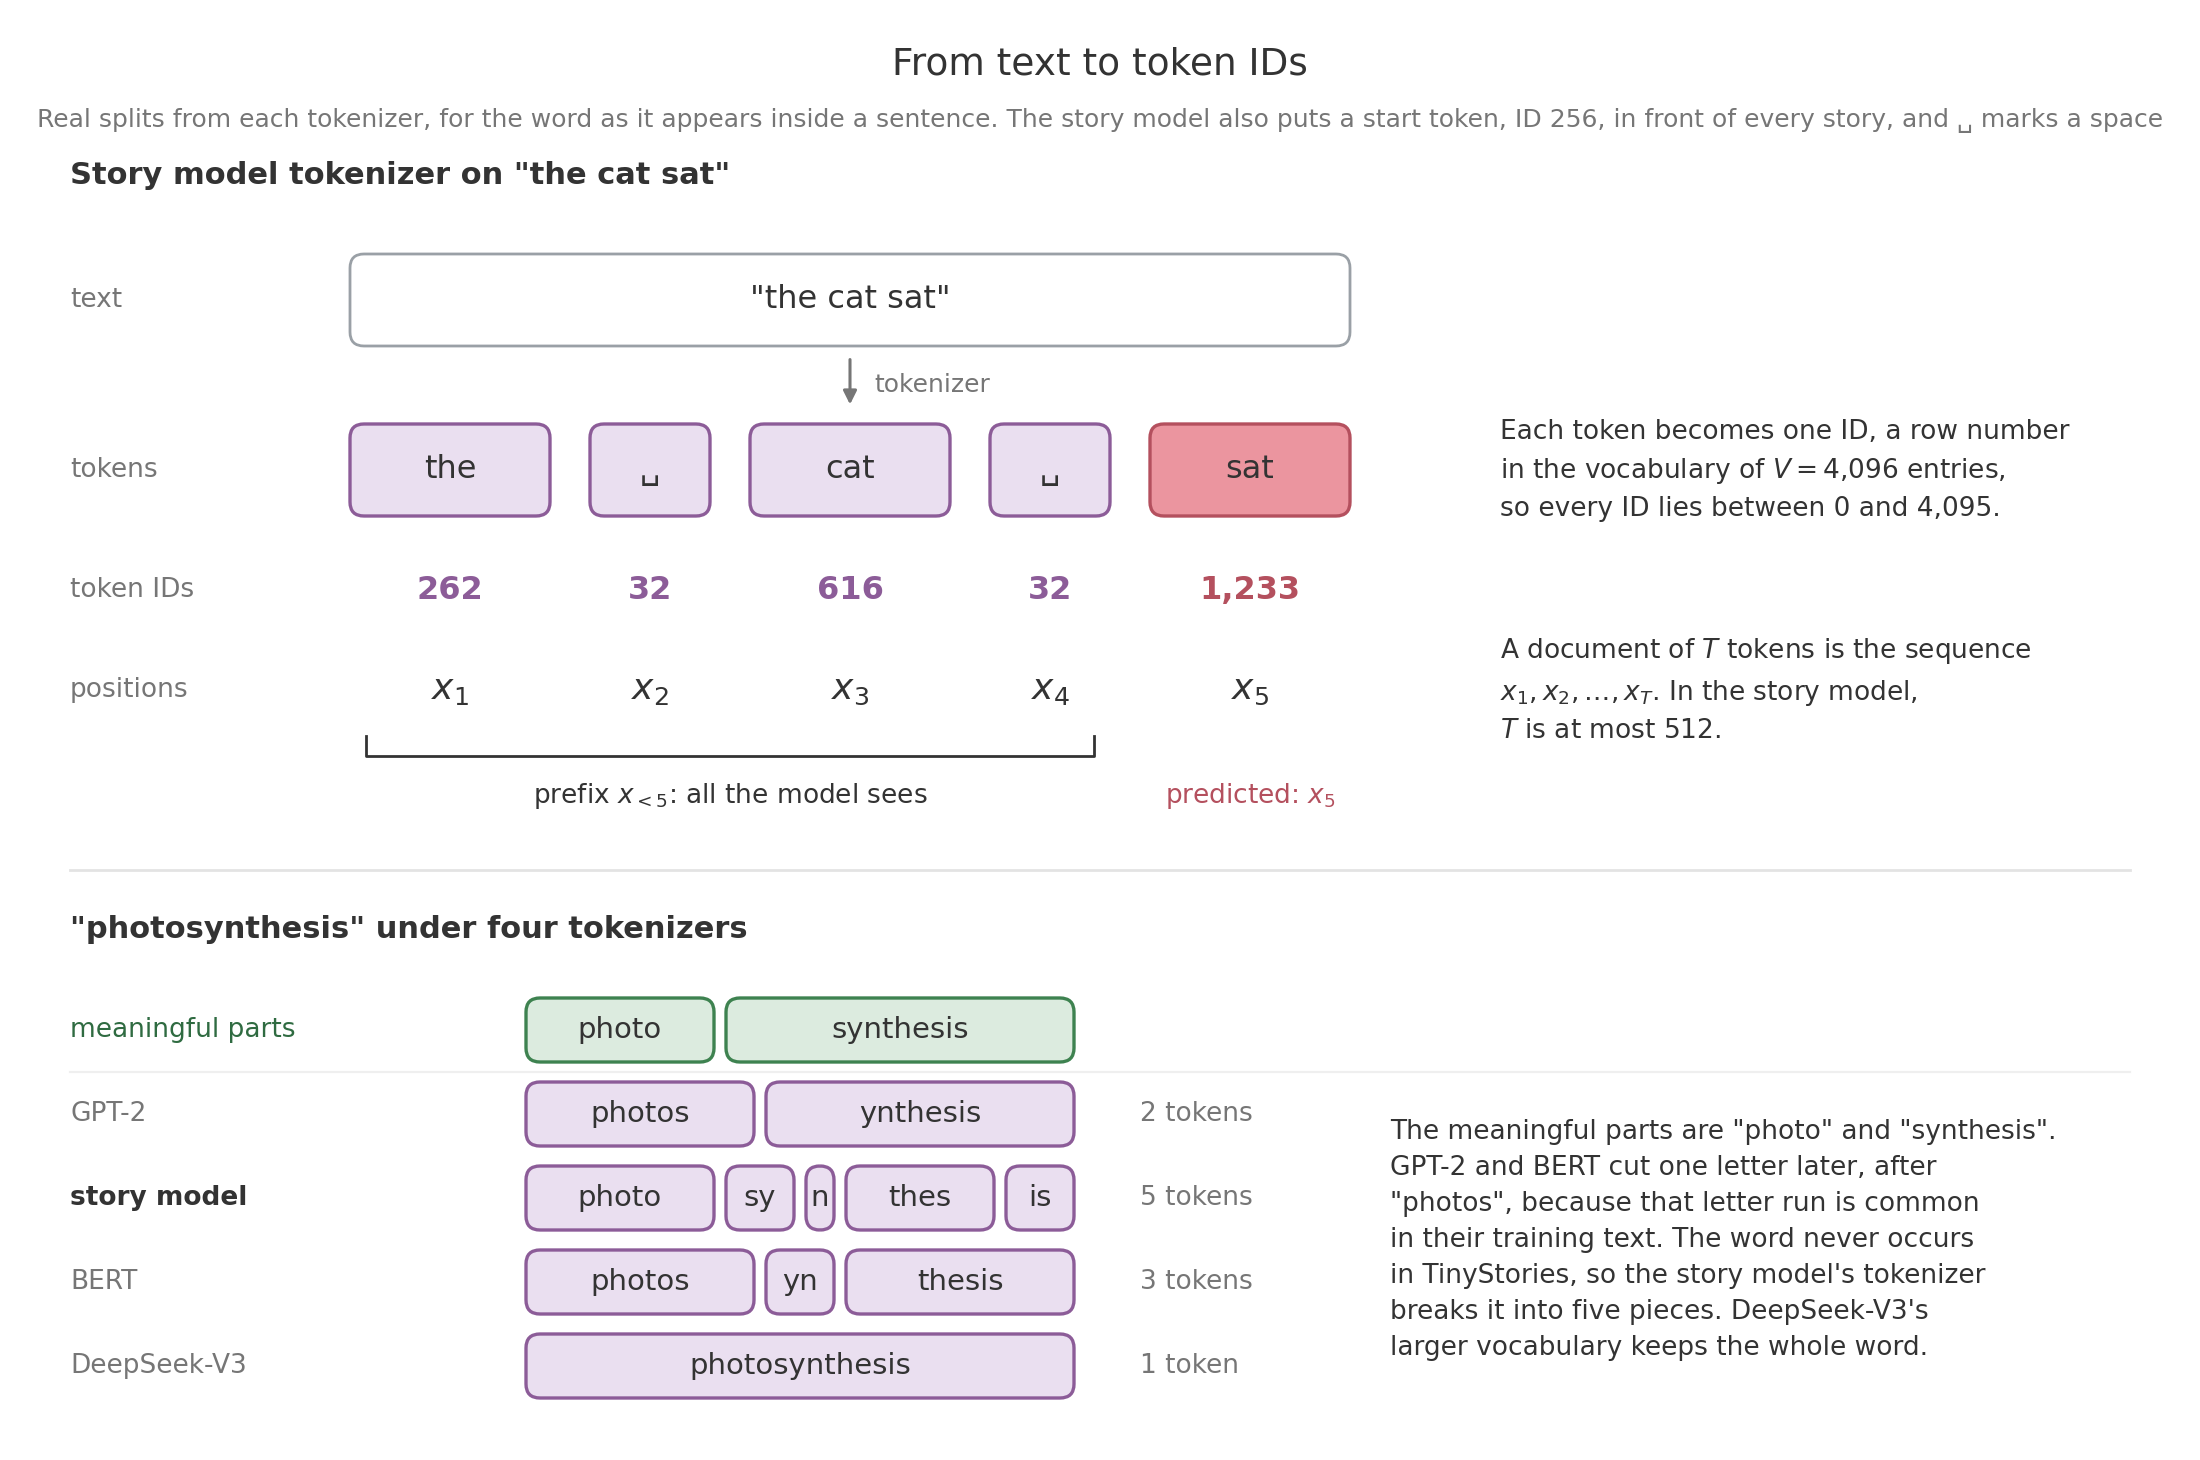 From text to token IDs
Real splits from each tokenizer, for the word as it appears inside a sentence. The story model also puts a start token, ID 256, in front of every story, and ␣ marks a space
Story model tokenizer on "the cat sat"
text
"the cat sat"
tokenizer
tokens
the ␣ cat ␣ sat
Each token becomes one ID, a row number
in the vocabulary of V = 4,096 entries,
so every ID lies between 0 and 4,095.
token IDs
262 32 616 32 1,233
positions
x₁ x₂ x₃ x₄ x₅
A document of T tokens is the sequence
x₁, x₂, …, x_T. In the story model,
T is at most 512.
prefix x_{<5}: all the model sees
predicted: x₅
"photosynthesis" under four tokenizers
meaningful parts
photo synthesis
GPT-2
photos ynthesis
2 tokens
story model
photo sy n thes is
5 tokens
BERT
photos yn thesis
3 tokens
DeepSeek-V3
photosynthesis
1 token
The meaningful parts are "photo" and "synthesis".
GPT-2 and BERT cut one letter later, after
"photos", because that letter run is common
in their training text. The word never occurs
in TinyStories, so the story model's tokenizer
breaks it into five pieces. DeepSeek-V3's
larger vocabulary keeps the whole word.